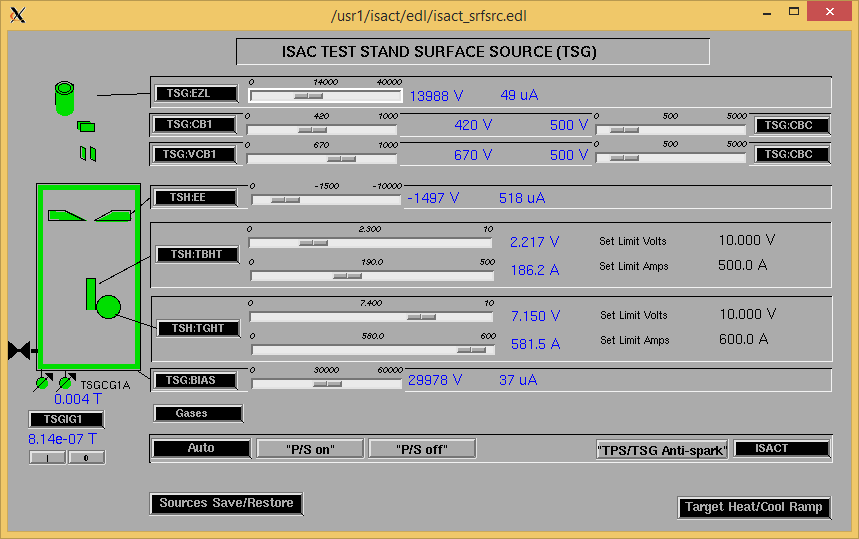 /usr1/isact/edl/isact_srfsrc.edl
ISAC TEST STAND SURFACE SOURCE (TSG)
TSG:EZL 0 14000 40000 13988 V 49 uA
TSG:CB1 0 420 1000 420 V 500 V 0 500 5000 TSG:CBC
TSG:VCB1 0 670 1000 670 V 500 V 0 500 5000 TSG:CBC
TSH:EE 0 -1500 -10000 -1497 V 518 uA
TSH:TBHT
0 2.300 10 2.217 V Set Limit Volts 10.000 V
0 190.0 500 186.2 A Set Limit Amps 500.0 A
TSH:TGHT
0 7.400 10 7.150 V Set Limit Volts 10.000 V
0 580.0 600 581.5 A Set Limit Amps 600.0 A
TSG:BIAS 0 30000 60000 29978 V 37 uA
TSGCG1A
0.004 T
TSGIG1
8.14e-07 T
I 0
Gases
Auto "P/S on" "P/S off" "TPS/TSG Anti-spark" ISACT
Sources Save/Restore
Target Heat/Cool Ramp